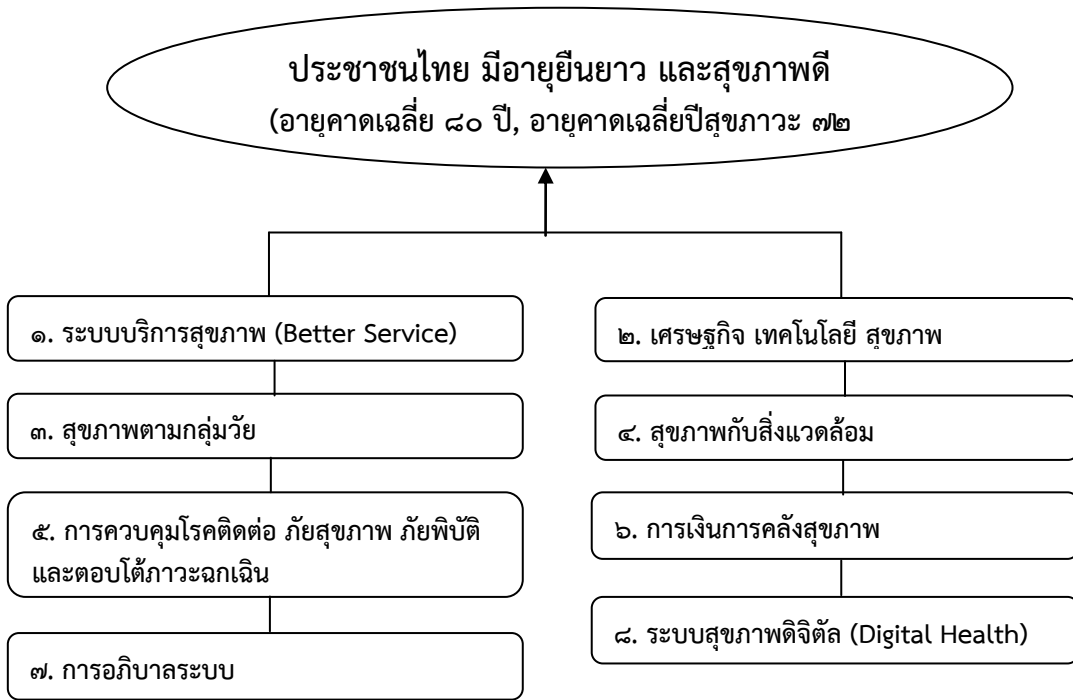 ประชาชนไทย มีอายุยืนยาว และสุขภาพดี
(อายุคาดเฉลี่ย ๘๐ ปี, อายุคาดเฉลี่ยปีสุขภาวะ ๗๒
๑. ระบบบริการสุขภาพ (Better Service)
๒. เศรษฐกิจ เทคโนโลยี สุขภาพ
๓. สุขภาพตามกลุ่มวัย
๔. สุขภาพกับสิ่งแวดล้อม
๕. การควบคุมโรคติดต่อ ภัยสุขภาพ ภัยพิบัติ
และตอบโต้ภาวะฉกเฉิน
๖. การเงินการคลังสุขภาพ
๗. การอภิบาลระบบ
๘. ระบบสุขภาพดิจิตัล (Digital Health)